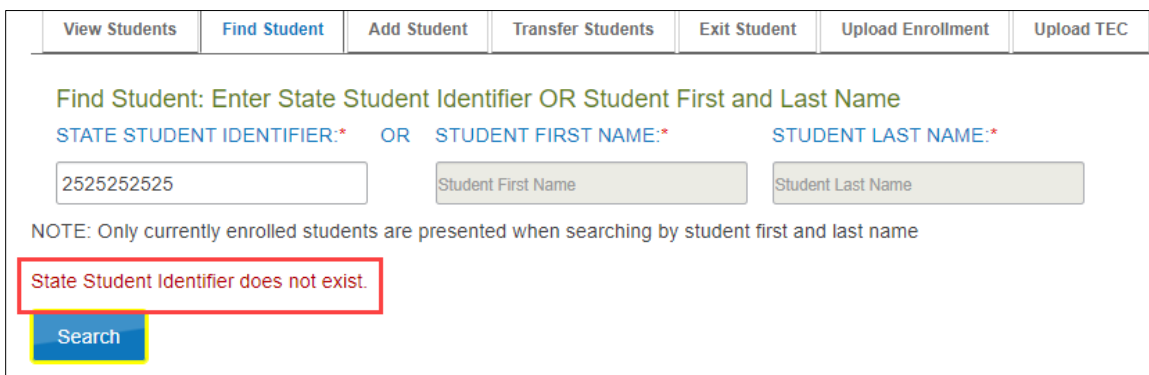 View Students Find Student Add Student Transfer Students Exit Student Upload Enrollment Upload TEC
Find Student: Enter State Student Identifier OR Student First and Last Name
STATE STUDENT IDENTIFIER:* OR STUDENT FIRST NAME:* STUDENT LAST NAME:*
2525252525 Student First Name Student Last Name
NOTE: Only currently enrolled students are presented when searching by student first and last name
State Student Identifier does not exist.
Search